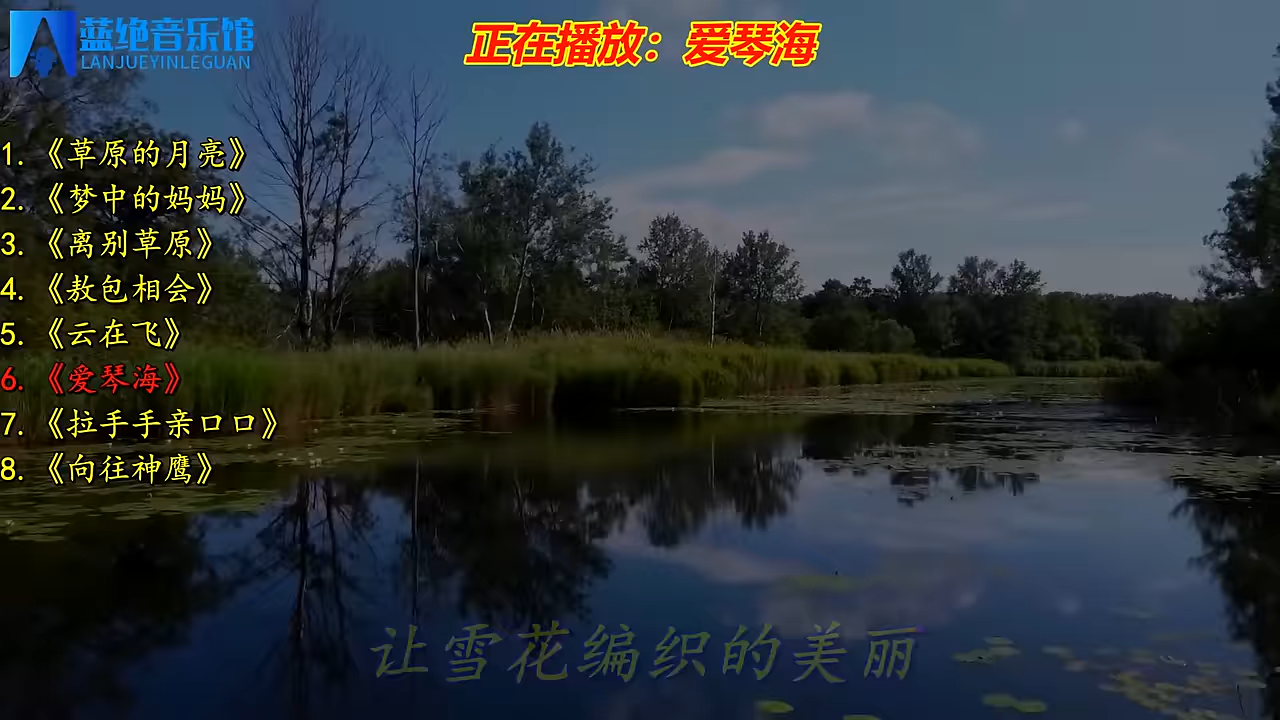 蓝绝音乐馆
LANJUEYINLEGUAN
正在播放：爱琴海
1. 《草原的月亮》
2. 《梦中的妈妈》
3. 《离别草原》
4. 《敖包相会》
5. 《云在飞》
6. 《爱琴海》
7. 《拉手手亲口口》
8. 《向往神鹰》
让雪花编织的美丽